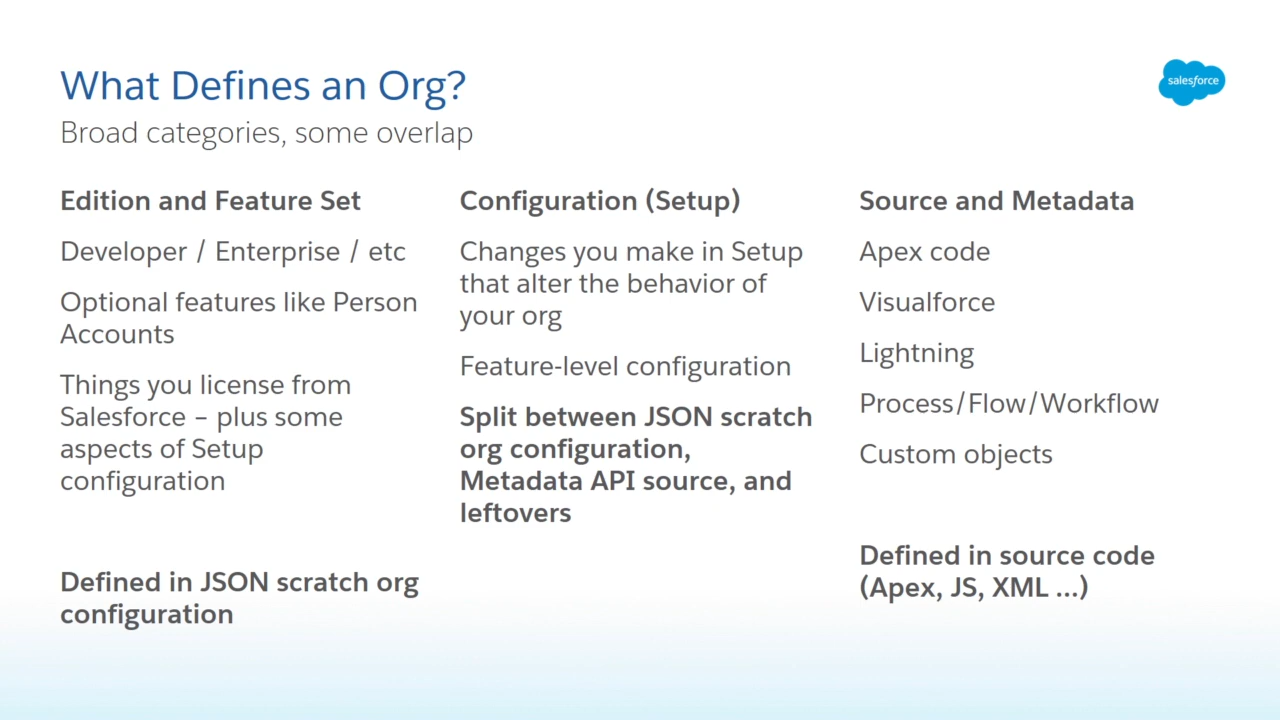 What Defines an Org?
salesforce
Broad categories, some overlap
Edition and Feature Set
Developer / Enterprise / etc
Optional features like Person
Accounts
Things you license from
Salesforce – plus some
aspects of Setup
configuration
Defined in JSON scratch org
configuration
Configuration (Setup)
Changes you make in Setup
that alter the behavior of
your org
Feature-level configuration
Split between JSON scratch
org configuration,
Metadata API source, and
leftovers
Source and Metadata
Apex code
Visualforce
Lightning
Process/Flow/Workflow
Custom objects
Defined in source code
(Apex, JS, XML ...)